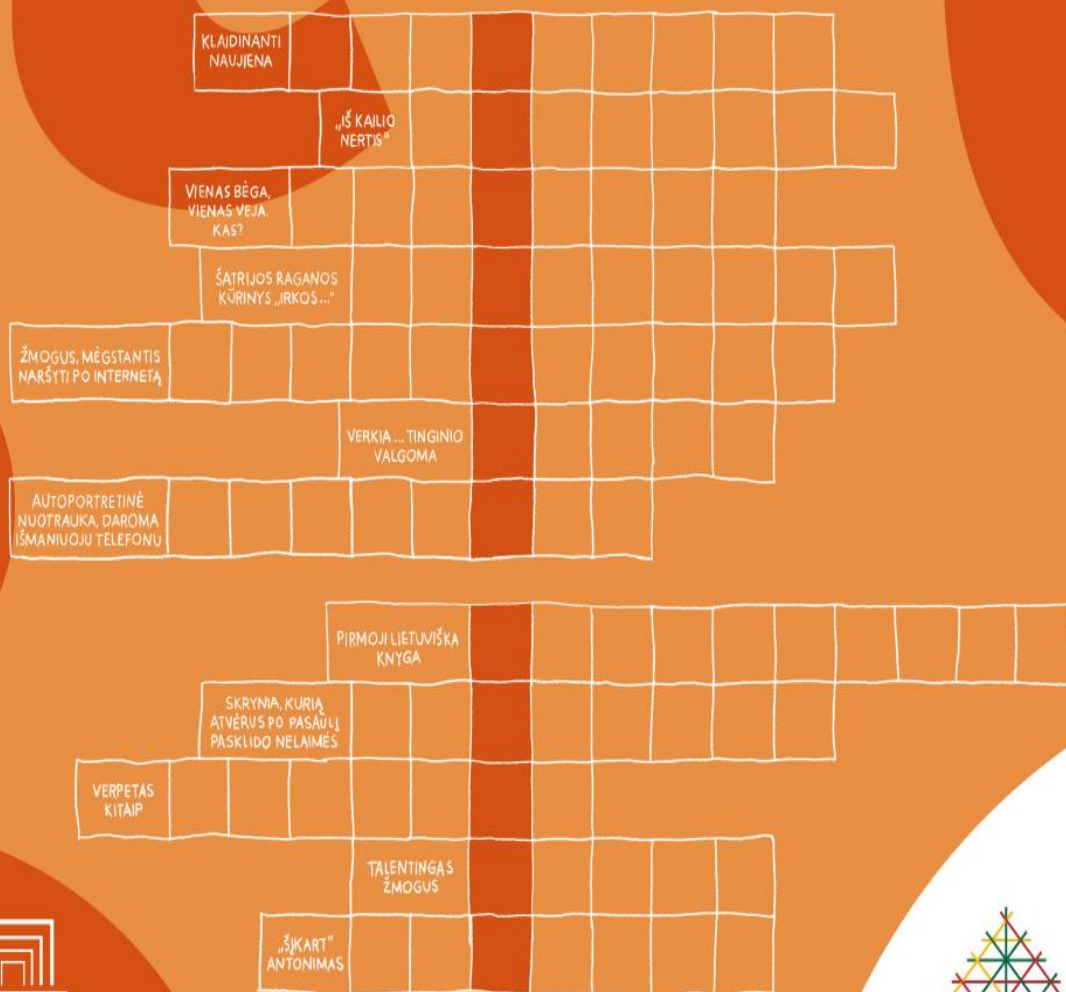 KLAIDINANTI
NAUJIENA
„IŠ KAILIO
NERTIS“
VIENAS BĖGA,
VIENAS VEJA.
KAS?
ŠATRIJOS RAGANOS
KŪRINYS „IRKOS...“
ŽMOGUS, MĖGSTANTIS
NARŠYTI PO INTERNETĄ
VERKIA ... TINGINIO
VALGOMA
AUTOPORTRETINĖ
NUOTRAUKA, DAROMA
IŠMANIUOJU TELEFONU
PIRMOJI LIETUVIŠKA
KNYGA
SKRYNIA, KURIĄ
ATVĖRUS PO PASAULĮ
PASKLIDO NELAIMĖS
VERPETAS
KITAIP
TALENTINGAS
ŽMOGUS
„ŠĮKART“
ANTONIMAS